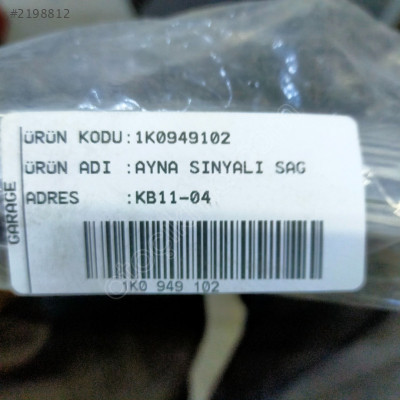 #2198812
ÜRÜN KODU:1K0949102
ÜRÜN ADI :AYNA SINYALI SAG
ADRES :KB11-04
GARAGE
1K0 949 102